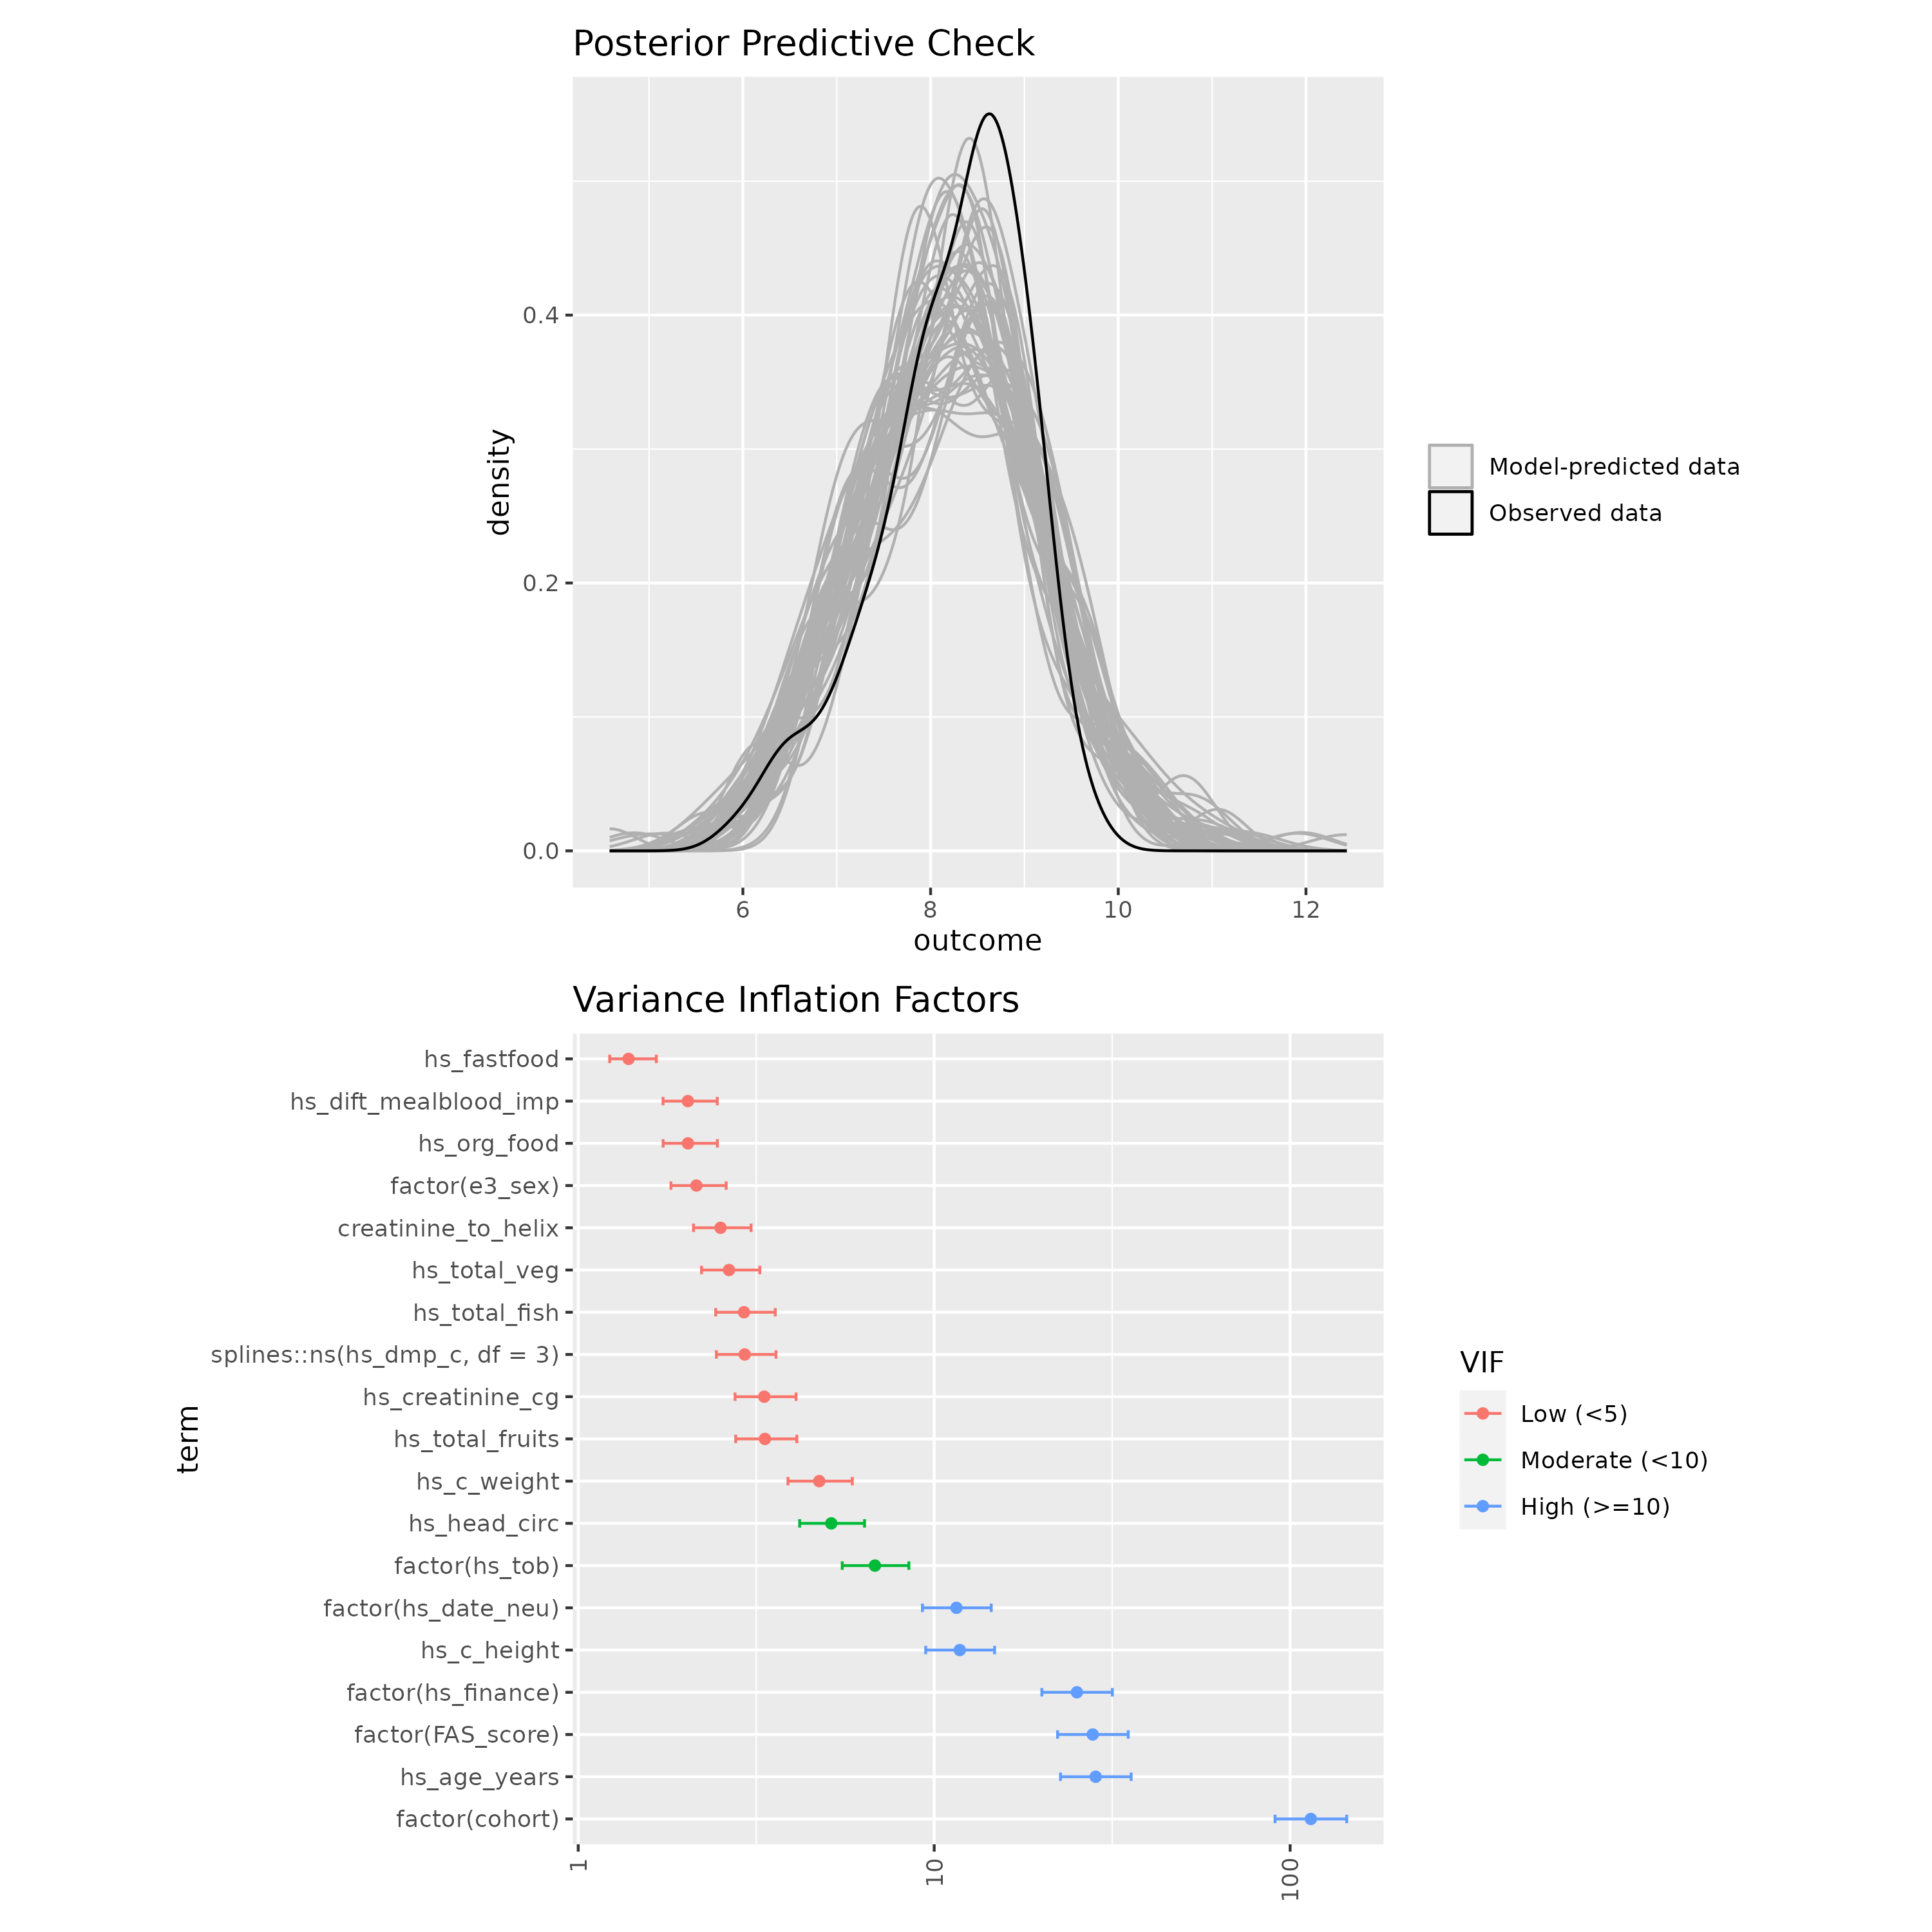 Posterior Predictive Check
density
0.4
0.2
0.0
6 8 10 12
outcome
Model-predicted data
Observed data
Variance Inflation Factors
term
hs_fastfood
hs_dift_mealblood_imp
hs_org_food
factor(e3_sex)
creatinine_to_helix
hs_total_veg
hs_total_fish
splines::ns(hs_dmp_c, df = 3)
hs_creatinine_cg
hs_total_fruits
hs_c_weight
hs_head_circ
factor(hs_tob)
factor(hs_date_neu)
hs_c_height
factor(hs_finance)
factor(FAS_score)
hs_age_years
factor(cohort)
1 10 100
VIF
Low (<5)
Moderate (<10)
High (>=10)